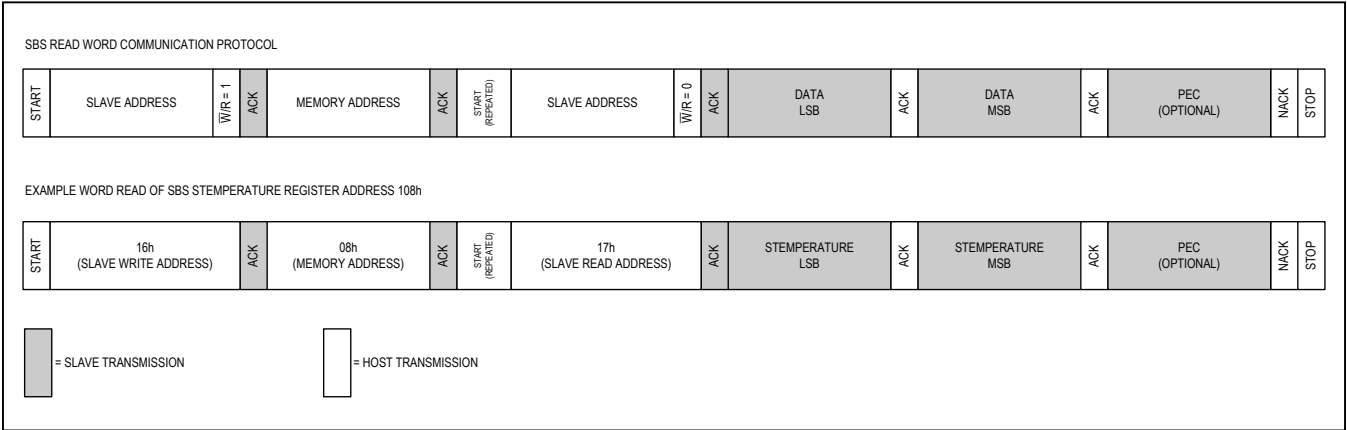 SBS READ WORD COMMUNICATION PROTOCOL
START
SLAVE ADDRESS
W̅/R = 1
ACK
MEMORY ADDRESS
ACK
START
(REPEATED)
SLAVE ADDRESS
W̅/R = 0
ACK
DATA
LSB
ACK
DATA
MSB
ACK
PEC
(OPTIONAL)
NACK
STOP
EXAMPLE WORD READ OF SBS STEMPERATURE REGISTER ADDRESS 108h
START
16h
(SLAVE WRITE ADDRESS)
ACK
08h
(MEMORY ADDRESS)
ACK
START
(REPEATED)
17h
(SLAVE READ ADDRESS)
ACK
STEMPERATURE
LSB
ACK
STEMPERATURE
MSB
ACK
PEC
(OPTIONAL)
NACK
STOP
= SLAVE TRANSMISSION
= HOST TRANSMISSION